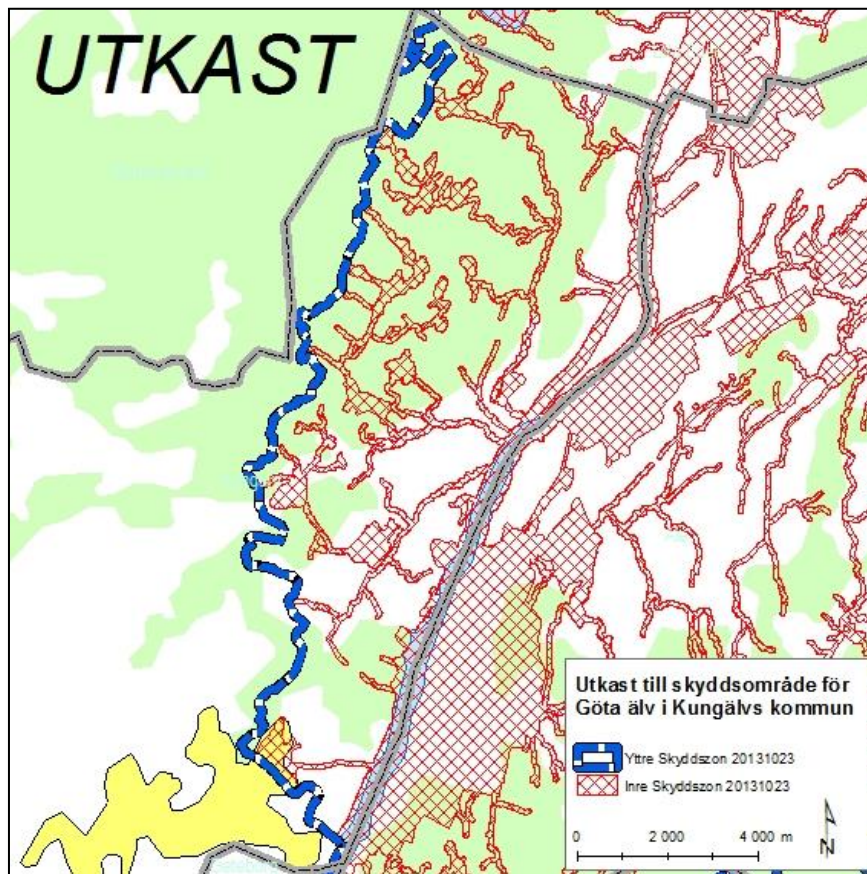 UTKAST
Utkast till skyddsområde för
Göta älv i Kungälvs kommun
Yttre Skyddszon 20131023
Inre Skyddszon 20131023
0 2 000 4 000 m
N